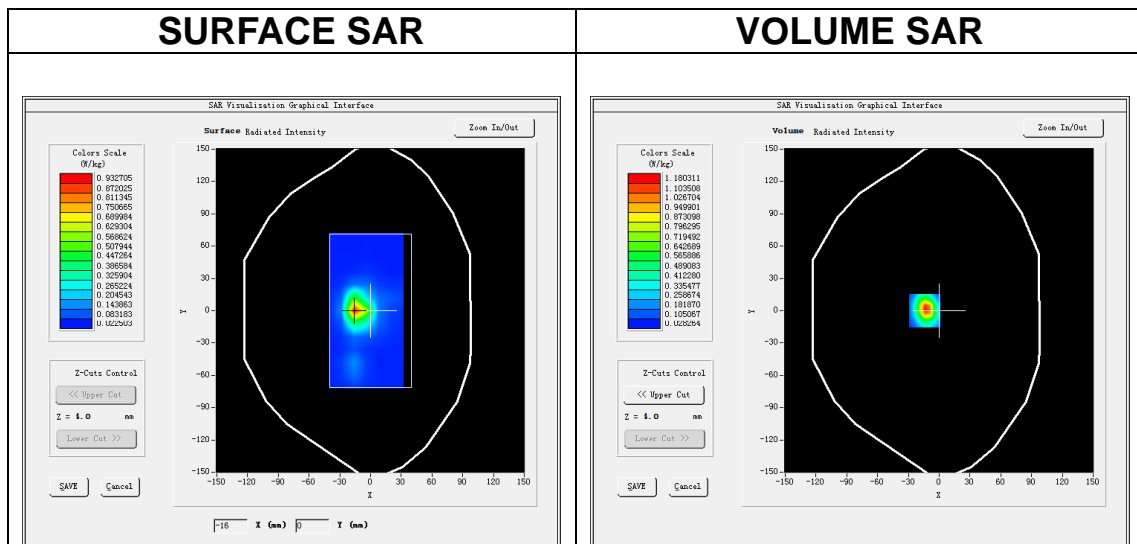 SURFACE SAR
VOLUME SAR
SAR Visualisation Graphical Interface
Surface Radiated Intensity
Zoom In/Out
Colors Scale
(W/kg)
0.932705
0.872025
0.811345
0.750665
0.689984
0.629304
0.568624
0.507944
0.447264
0.386584
0.325904
0.265224
0.204543
0.143863
0.083183
0.022503
Z-Cuts Control
<< Upper Cut
Z = 4.0 mm
Lower Cut >>
SAVE Cancel
150
120
90
60
30
0
-30
-60
-90
-120
-150
Y
-150 -120 -90 -60 -30 0 30 60 90 120 150
X
-16 X (mm) 0 Y (mm)
SAR Visualisation Graphical Interface
Volume Radiated Intensity
Zoom In/Out
Colors Scale
(W/kg)
1.180311
1.103508
1.026704
0.949901
0.873098
0.796295
0.719492
0.642689
0.565886
0.489083
0.412280
0.335477
0.258674
0.181870
0.105067
0.028264
Z-Cuts Control
<< Upper Cut
Z = 4.0 mm
Lower Cut >>
SAVE Cancel
150
120
90
60
30
0
-30
-60
-90
-120
-150
Y
-150 -120 -90 -60 -30 0 30 60 90 120 150
X